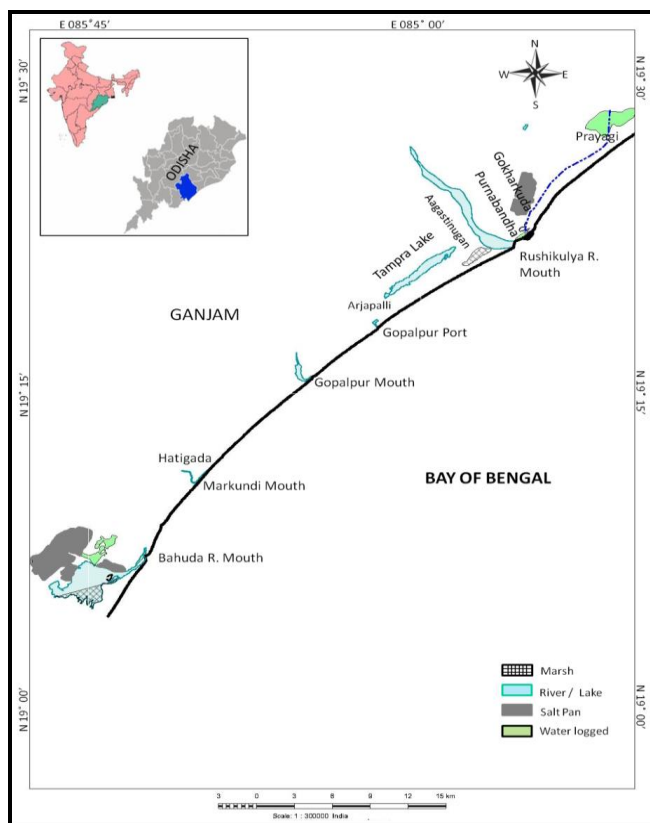 E 085° 45'
E 085° 00'
N 19° 30'
N 19° 30'
N
W
E
S
ODISHA
Prayagi
Gokharkuda
Purnabandha
Aagastinugan
Rushikulya R.
Mouth
Tampra Lake
Arjapalli
GANJAM
Gopalpur Port
N 19° 15'
N 19° 15'
Gopalpur Mouth
Hatigada
Markundi Mouth
BAY OF BENGAL
Bahuda R. Mouth
Marsh
River / Lake
Salt Pan
Water logged
N 19° 00'
N 19° 00'
3 0 3 6 9 12 15 km
Scale: 1 : 300000 India